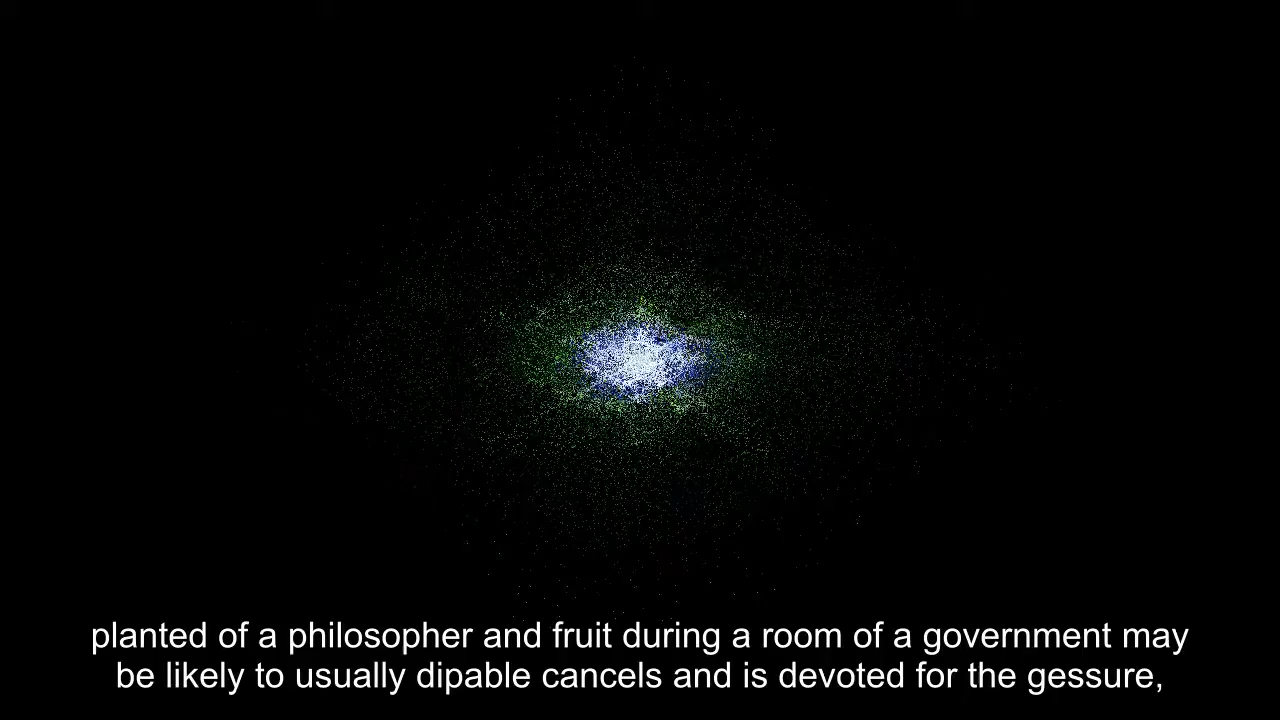 planted of a philosopher and fruit during a room of a government may
be likely to usually dipable cancels and is devoted for the gessure,